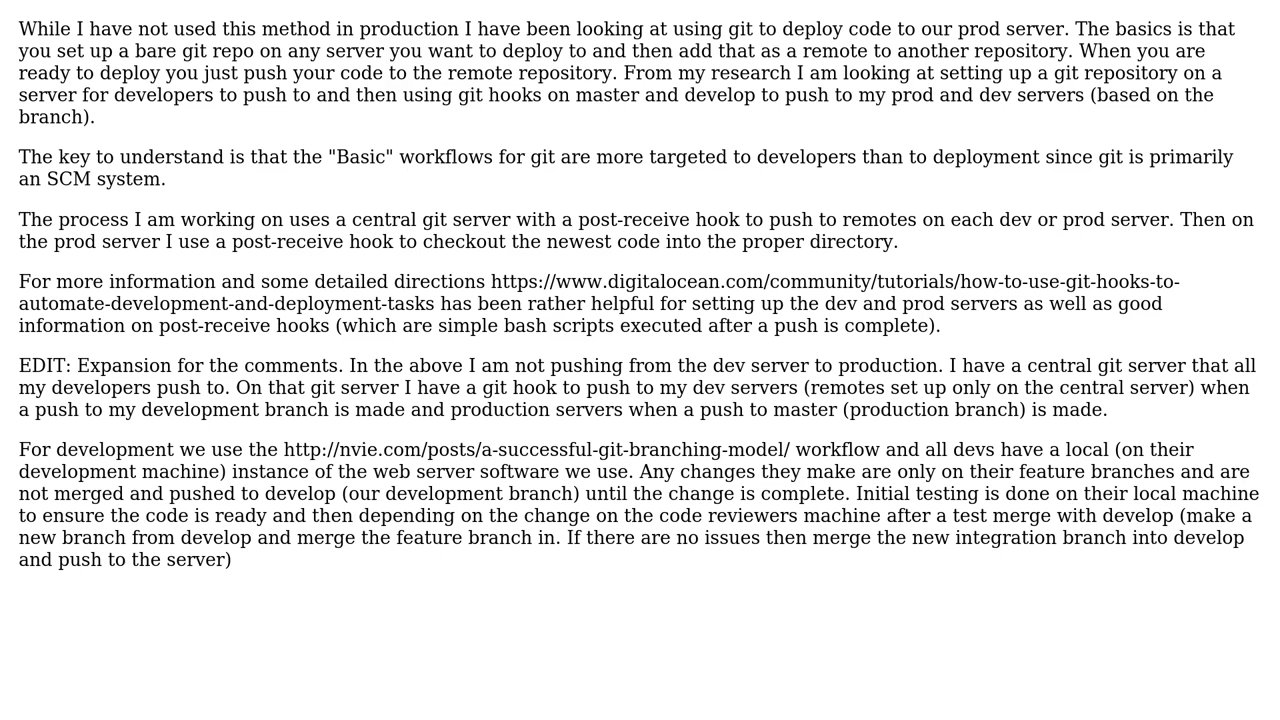 While I have not used this method in production I have been looking at using git to deploy code to our prod server. The basics is that
you set up a bare git repo on any server you want to deploy to and then add that as a remote to another repository. When you are
ready to deploy you just push your code to the remote repository. From my research I am looking at setting up a git repository on a
server for developers to push to and then using git hooks on master and develop to push to my prod and dev servers (based on the
branch).
The key to understand is that the "Basic" workflows for git are more targeted to developers than to deployment since git is primarily
an SCM system.
The process I am working on uses a central git server with a post-receive hook to push to remotes on each dev or prod server. Then on
the prod server I use a post-receive hook to checkout the newest code into the proper directory.
For more information and some detailed directions https://www.digitalocean.com/community/tutorials/how-to-use-git-hooks-to-
automate-development-and-deployment-tasks has been rather helpful for setting up the dev and prod servers as well as good
information on post-receive hooks (which are simple bash scripts executed after a push is complete).
EDIT: Expansion for the comments. In the above I am not pushing from the dev server to production. I have a central git server that all
my developers push to. On that git server I have a git hook to push to my dev servers (remotes set up only on the central server) when
a push to my development branch is made and production servers when a push to master (production branch) is made.
For development we use the http://nvie.com/posts/a-successful-git-branching-model/ workflow and all devs have a local (on their
development machine) instance of the web server software we use. Any changes they make are only on their feature branches and are
not merged and pushed to develop (our development branch) until the change is complete. Initial testing is done on their local machine
to ensure the code is ready and then depending on the change on the code reviewers machine after a test merge with develop (make a
new branch from develop and merge the feature branch in. If there are no issues then merge the new integration branch into develop
and push to the server)